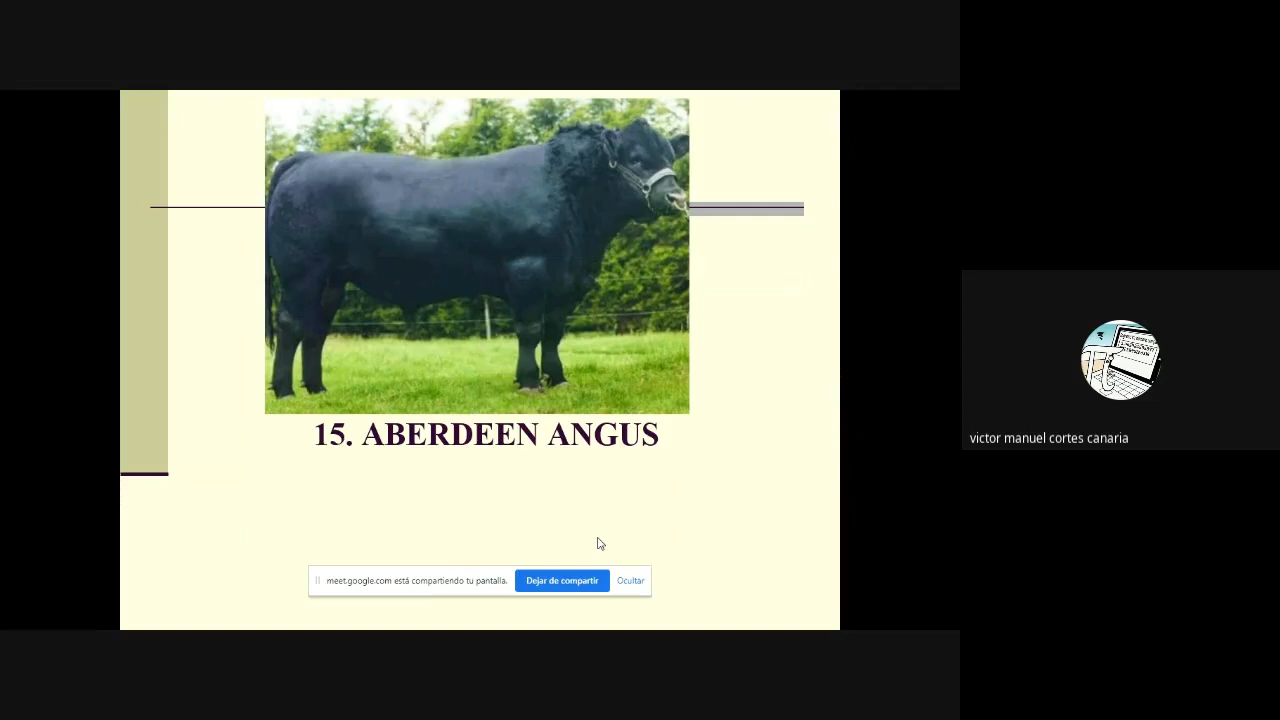 15. ABERDEEN ANGUS
meet.google.com está compartiendo tu pantalla.
Dejar de compartir
Ocultar
victor manuel cortes canaria